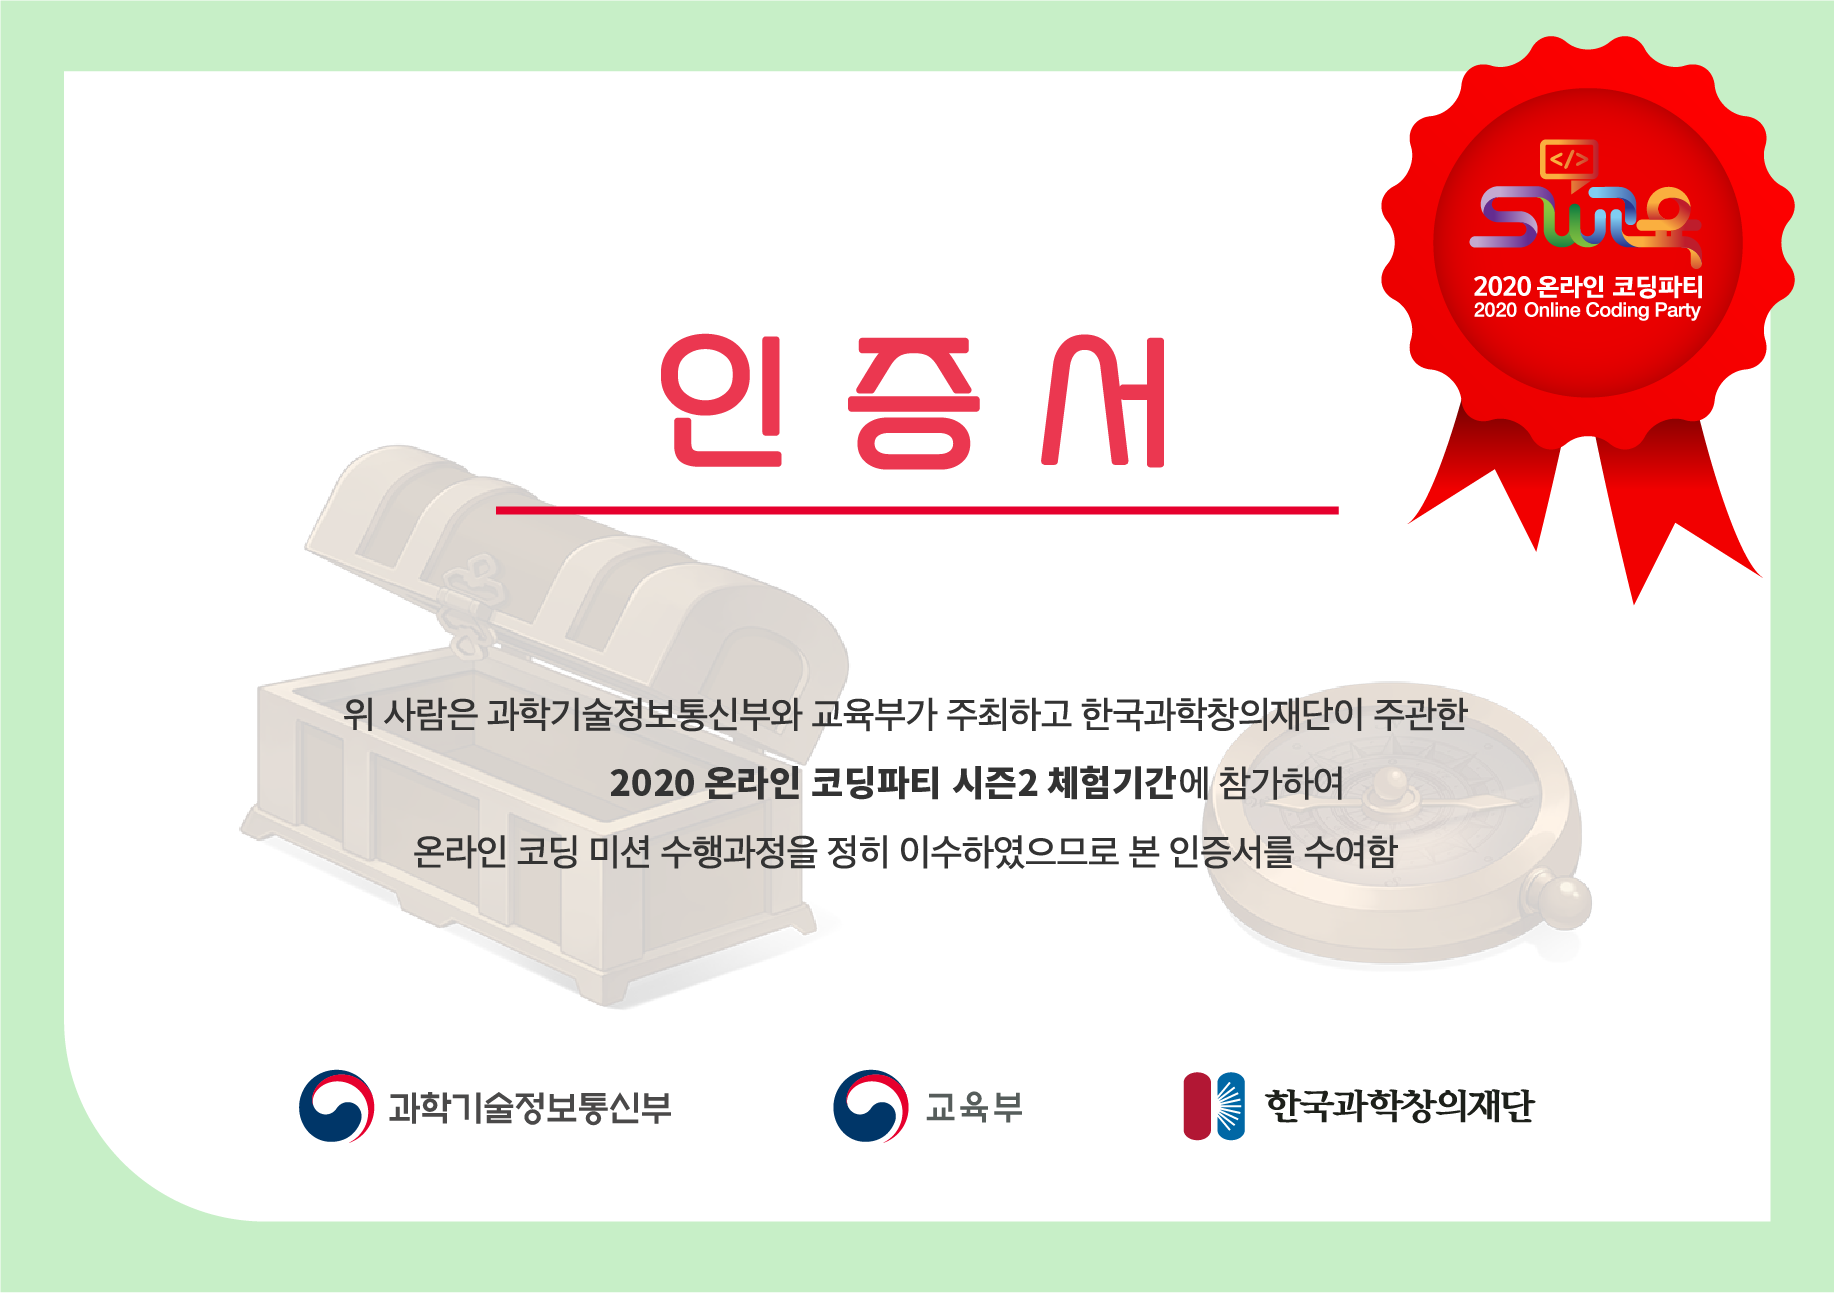 </>
SW교육
2020 온라인 코딩파티
2020 Online Coding Party
인증서
위 사람은 과학기술정보통신부와 교육부가 주최하고 한국과학창의재단이 주관한
2020 온라인 코딩파티 시즌2 체험기간에 참가하여
온라인 코딩 미션 수행과정을 정히 이수하였으므로 본 인증서를 수여함
과학기술정보통신부
교육부
한국과학창의재단